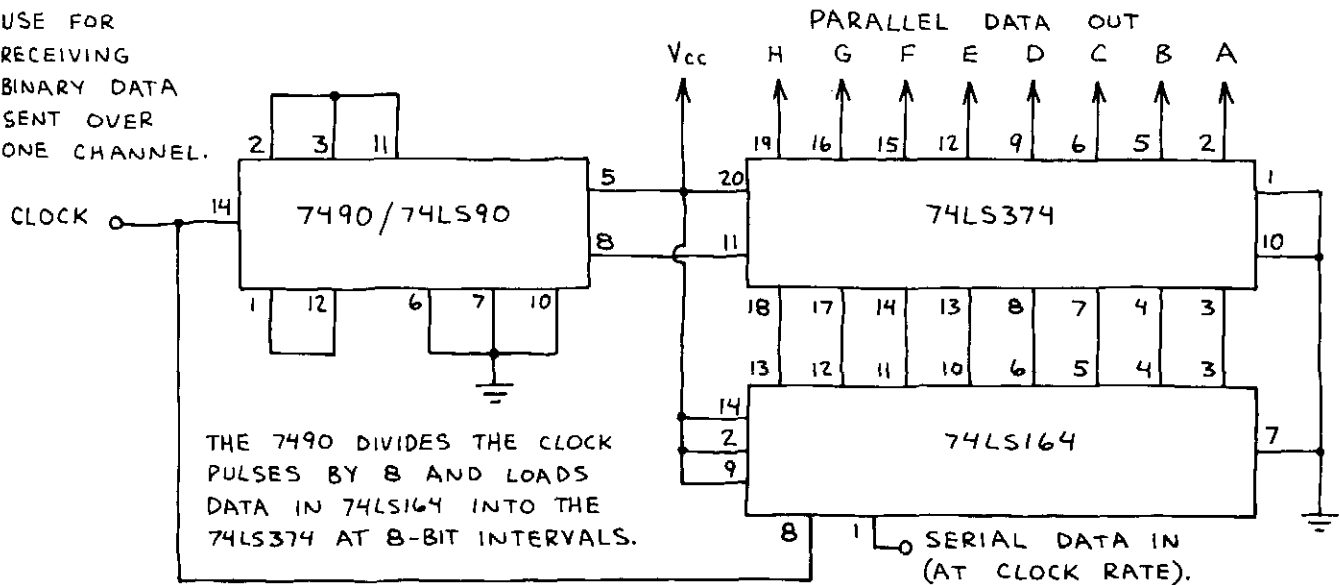 USE FOR
RECEIVING
BINARY DATA
SENT OVER
ONE CHANNEL.
PARALLEL DATA OUT
Vcc H G F E D C B A
2 3 11
19 16 15 12 9 6 5 2
CLOCK
14
7490/74LS90
5
8
20
11
74LS374
1
10
1 12 6 7 10
18 17 14 13 8 7 4 3
13 12 11 10 6 5 4 3
14
2
9
74LS164
7
8 1
THE 7490 DIVIDES THE CLOCK
PULSES BY 8 AND LOADS
DATA IN 74LS164 INTO THE
74LS374 AT 8-BIT INTERVALS.
SERIAL DATA IN
(AT CLOCK RATE).